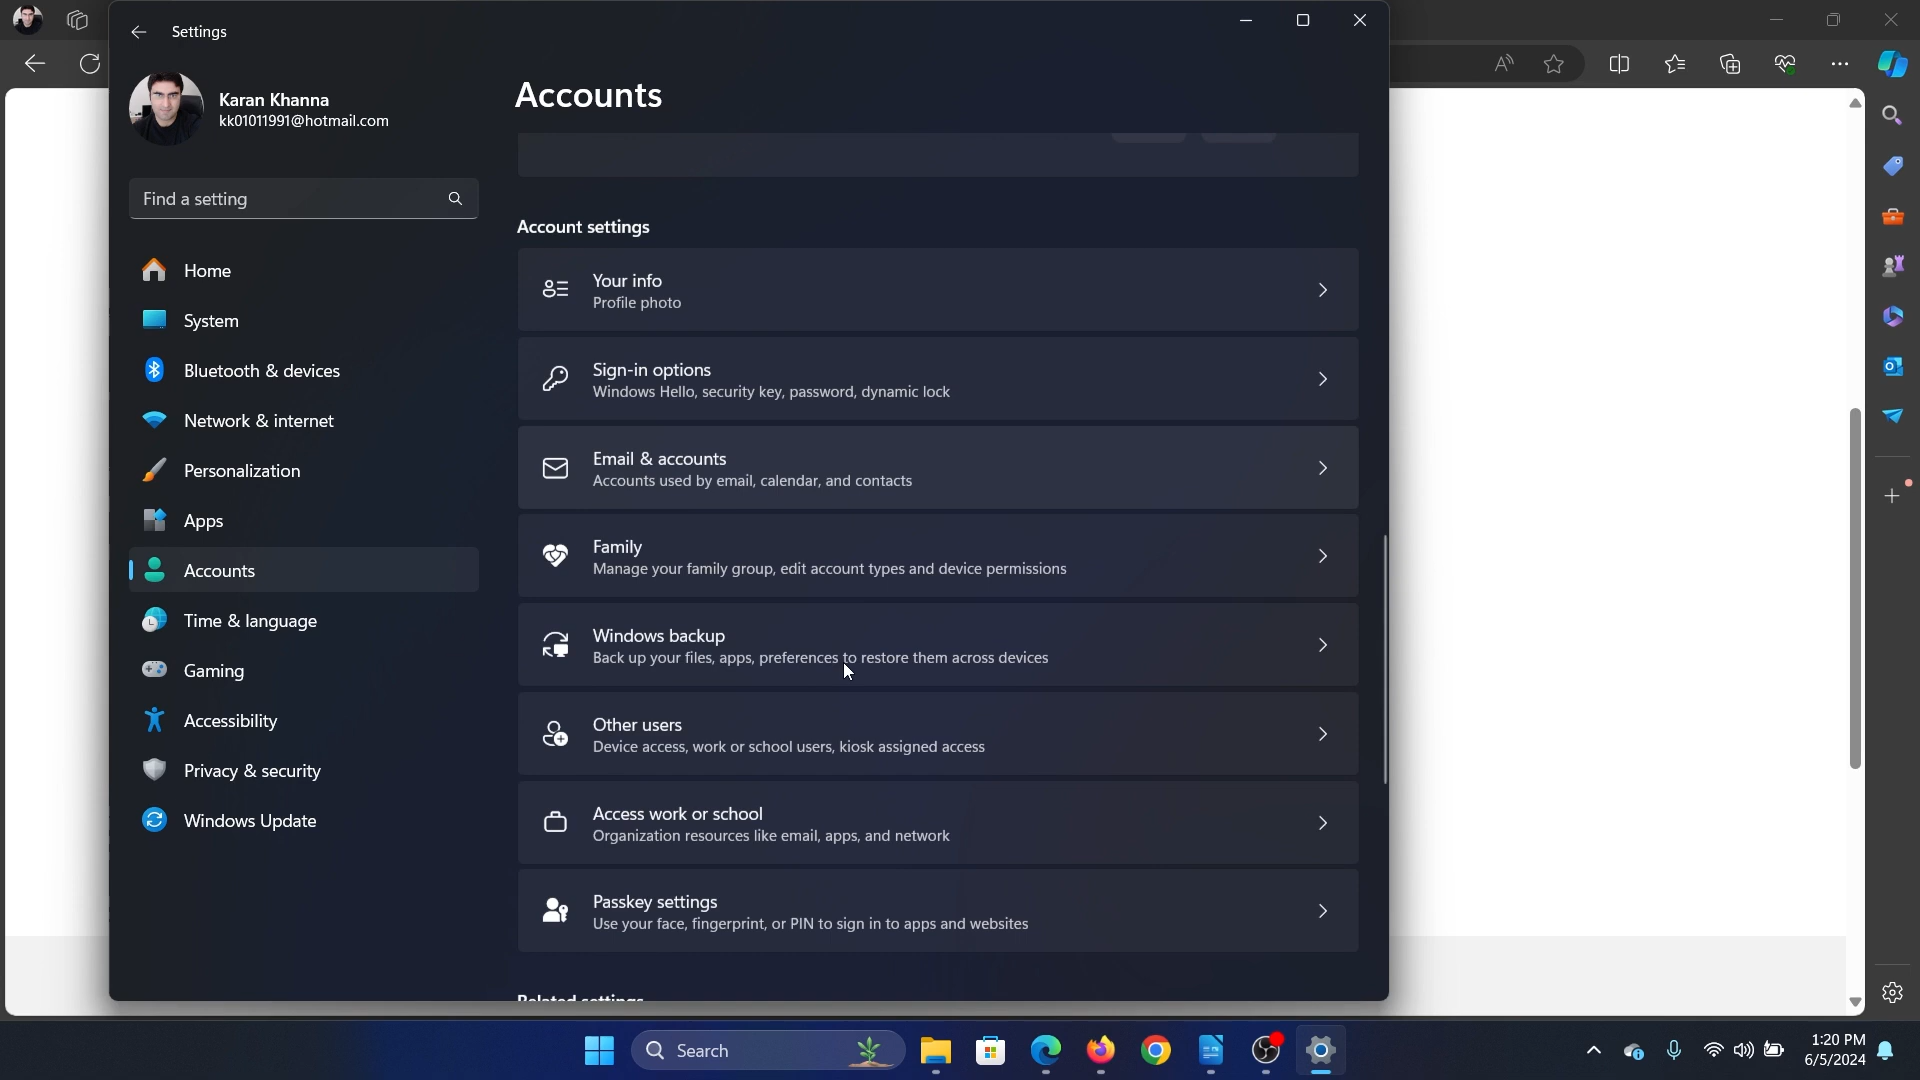 Settings
Karan Khanna
kk01011991@hotmail.com
Find a setting
Home
System
Bluetooth & devices
Network & internet
Personalization
Apps
Accounts
Time & language
Gaming
Accessibility
Privacy & security
Windows Update
Accounts
Account settings
Your info
Profile photo
Sign-in options
Windows Hello, security key, password, dynamic lock
Email & accounts
Accounts used by email, calendar, and contacts
Family
Manage your family group, edit account types and device permissions
Windows backup
Back up your files, apps, preferences to restore them across devices
Other users
Device access, work or school users, kiosk assigned access
Access work or school
Organization resources like email, apps, and network
Passkey settings
Use your face, fingerprint, or PIN to sign in to apps and websites
Related settings
Search
1:20 PM
6/5/2024